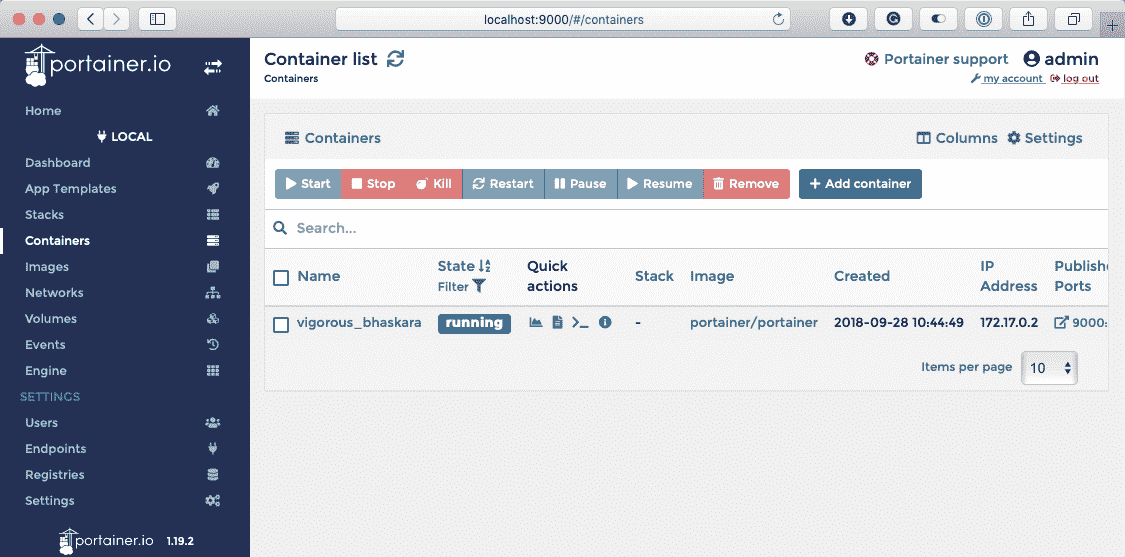 localhost:9000/#/containers
portainer.io
Home
LOCAL
Dashboard
App Templates
Stacks
Containers
Images
Networks
Volumes
Events
Engine
SETTINGS
Users
Endpoints
Registries
Settings
portainer.io 1.19.2
Container list
Containers
Portainer support admin
my account log out
Containers
Columns Settings
Start Stop Kill Restart Pause Resume Remove Add container
Search...
Name State Filter Quick actions Stack Image Created IP Address Ports
vigorous_bhaskara running - portainer/portainer 2018-09-28 10:44:49 172.17.0.2 9000:
Items per page 10